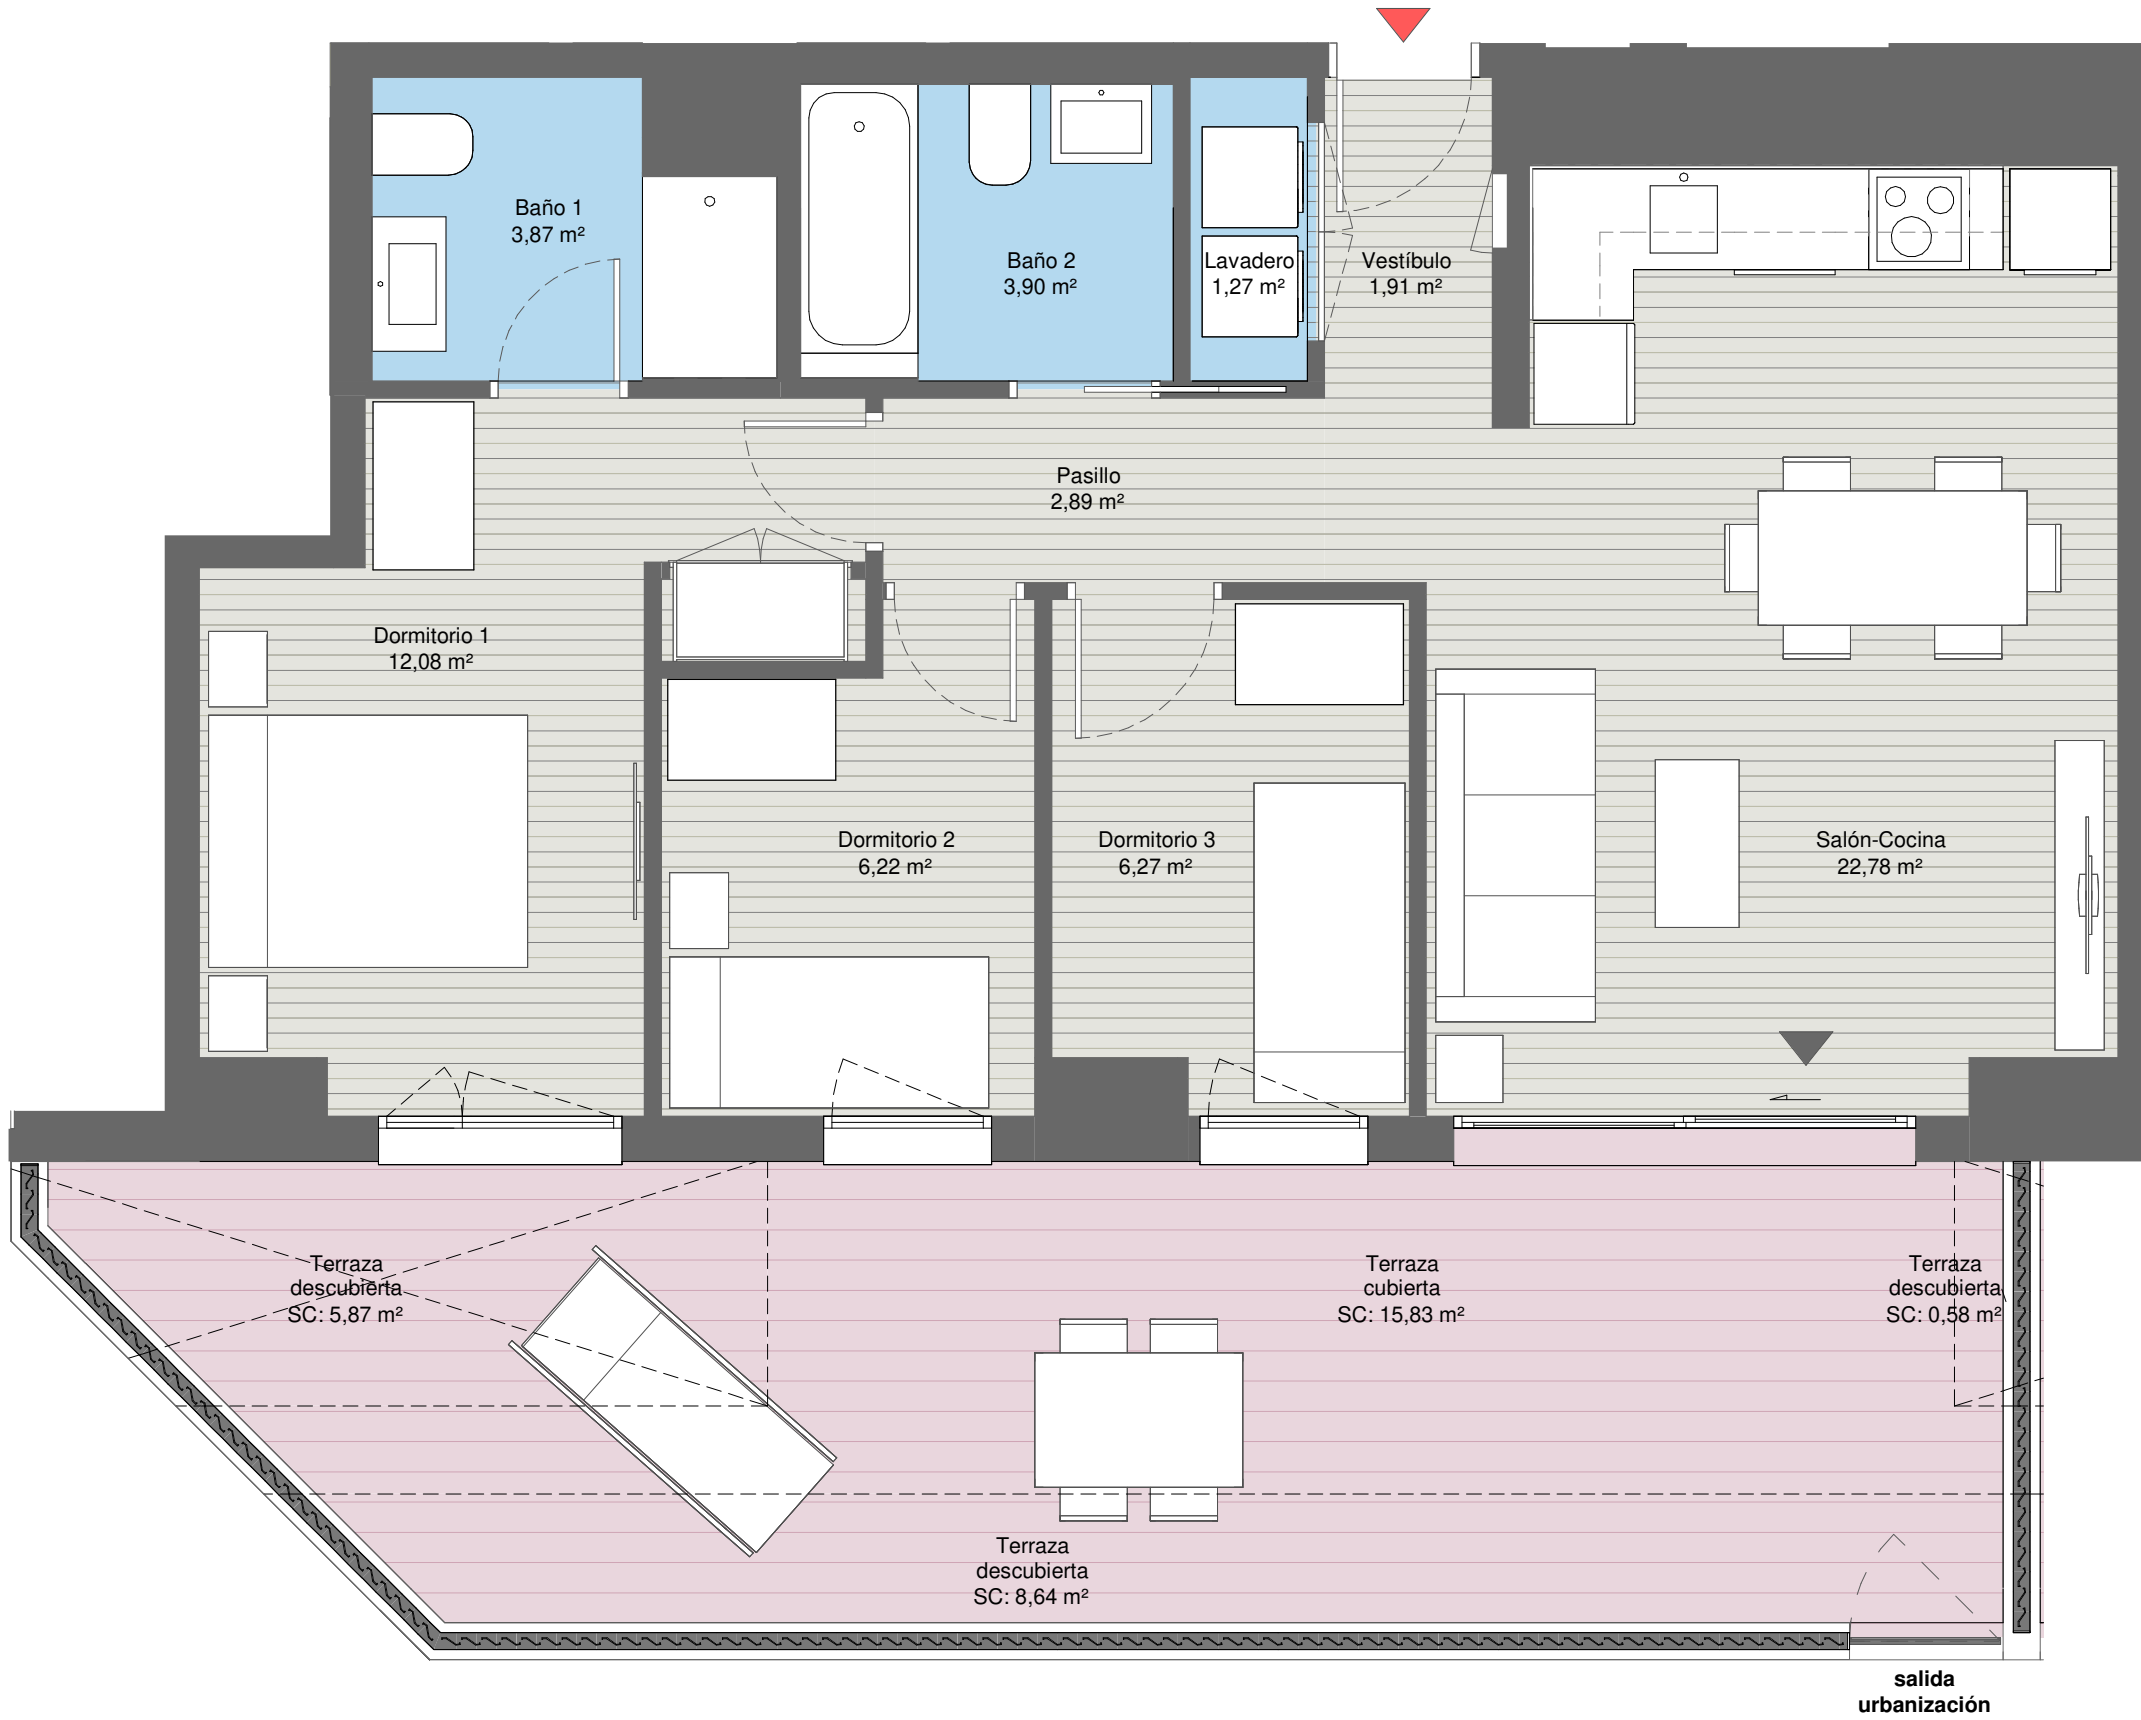 Baño 1
3,87 m²
Baño 2
3,90 m²
Lavadero
1,27 m²
Vestíbulo
1,91 m²
Pasillo
2,89 m²
Dormitorio 1
12,08 m²
Dormitorio 2
6,22 m²
Dormitorio 3
6,27 m²
Salón-Cocina
22,78 m²
Terraza
descubierta
SC: 5,87 m²
Terraza
cubierta
SC: 15,83 m²
Terraza
descubierta
SC: 0,58 m²
Terraza
descubierta
SC: 8,64 m²
salida
urbanización